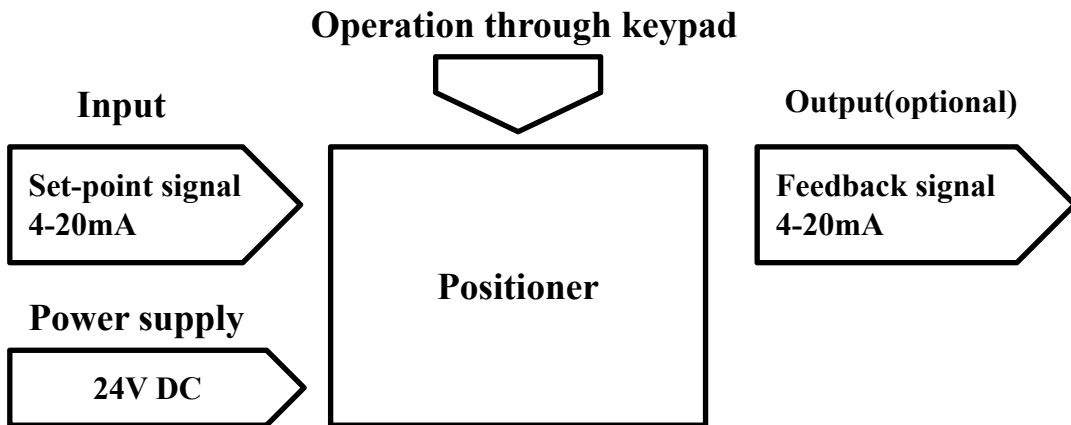 Operation through keypad
Input
Output(optional)
Set-point signal
4-20mA
Feedback signal
4-20mA
Positioner
Power supply
24V DC